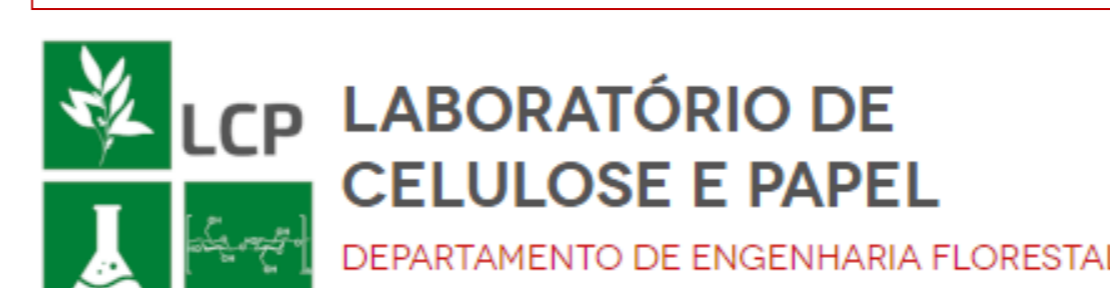 LCP
LABORATÓRIO DE
CELULOSE E PAPEL
DEPARTAMENTO DE ENGENHARIA FLORESTAL